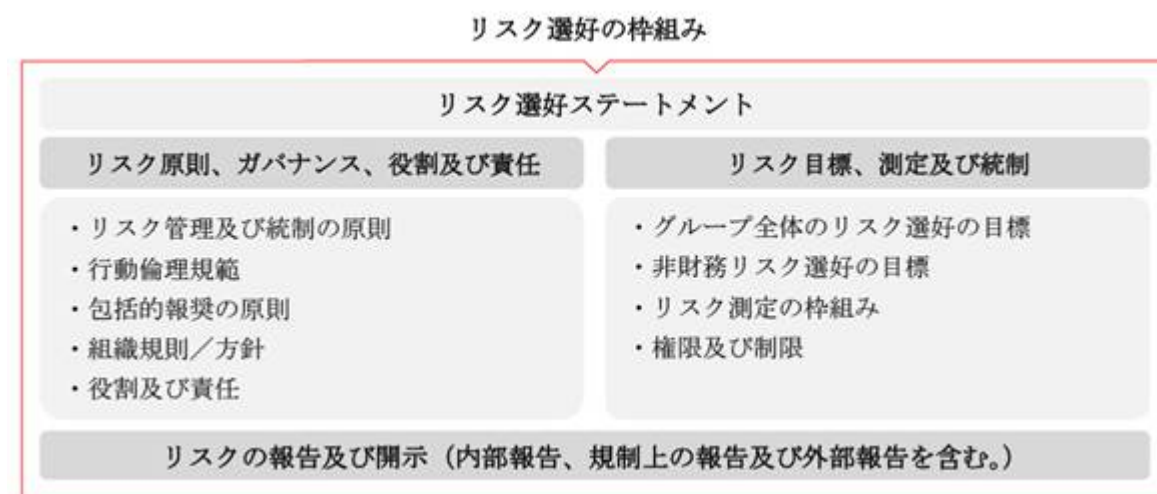 リスク選好の枠組み
リスク選好ステートメント
リスク原則、ガバナンス、役割及び責任
・リスク管理及び統制の原則
・行動倫理規範
・包括的報奨の原則
・組織規則／方針
・役割及び責任
リスク目標、測定及び統制
・グループ全体のリスク選好の目標
・非財務リスク選好の目標
・リスク測定の枠組み
・権限及び制限
リスクの報告及び開示（内部報告、規制上の報告及び外部報告を含む。）